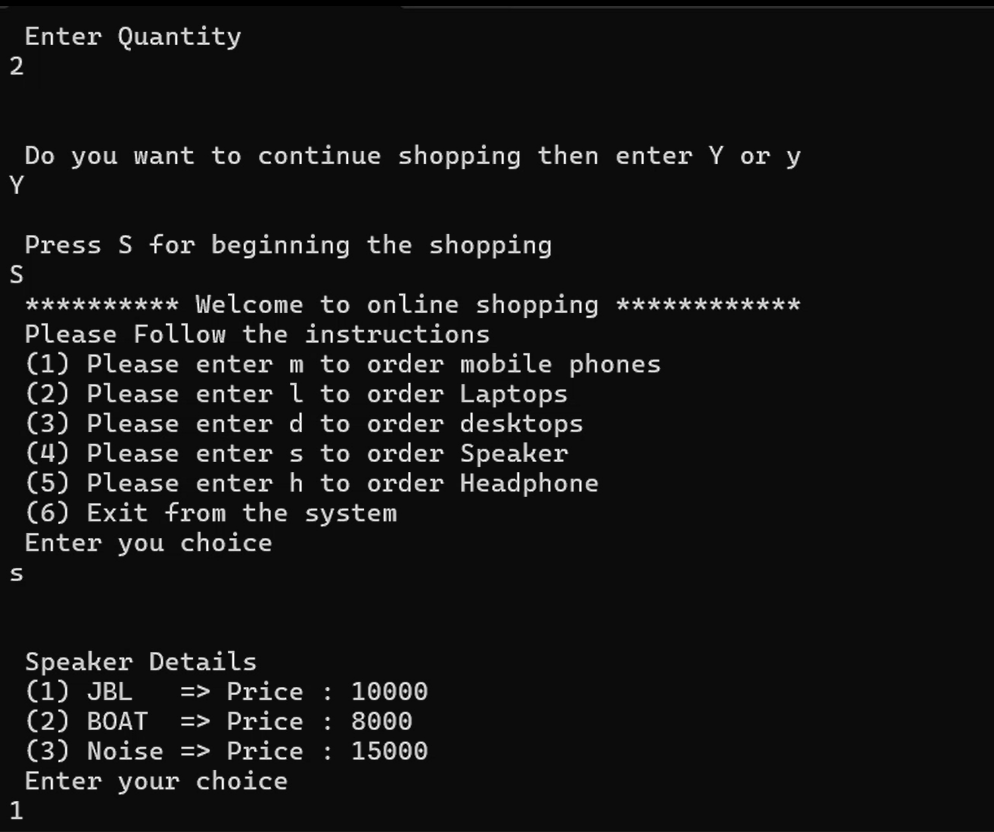 Enter Quantity
2
Do you want to continue shopping then enter Y or y
Y
Press S for beginning the shopping
S
********** Welcome to online shopping ************
Please Follow the instructions
(1) Please enter m to order mobile phones
(2) Please enter l to order Laptops
(3) Please enter d to order desktops
(4) Please enter s to order Speaker
(5) Please enter h to order Headphone
(6) Exit from the system
Enter you choice
s
Speaker Details
(1) JBL   => Price : 10000
(2) BOAT  => Price : 8000
(3) Noise => Price : 15000
Enter your choice
1